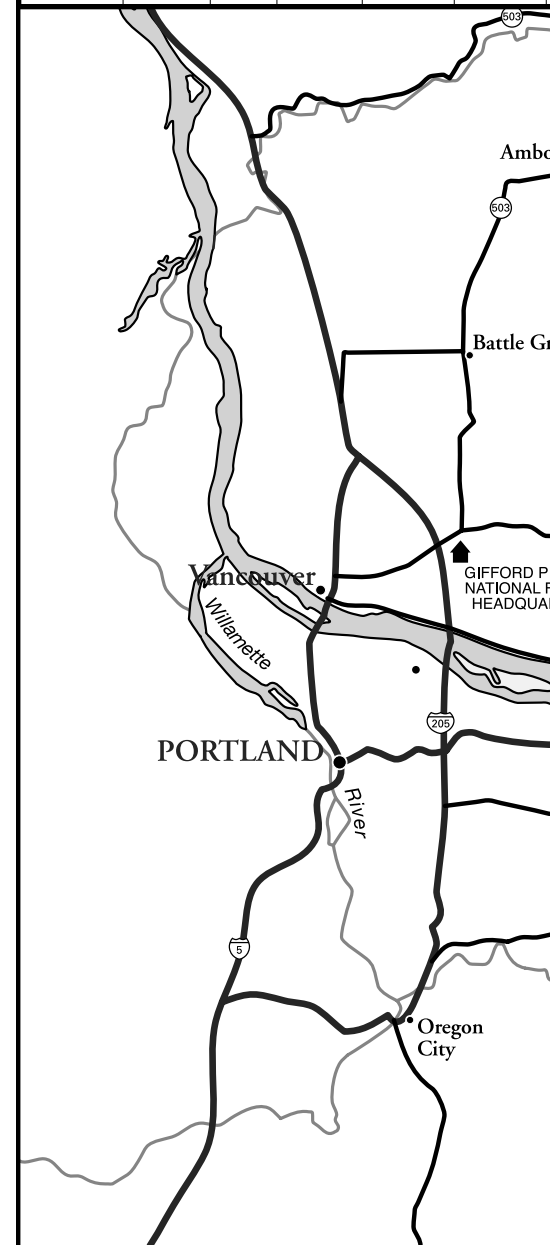 503
Ambo
503
Battle Gr
GIFFORD P
NATIONAL F
HEADQUA
Vancouver
Willamette
205
PORTLAND
River
5
Oregon
City